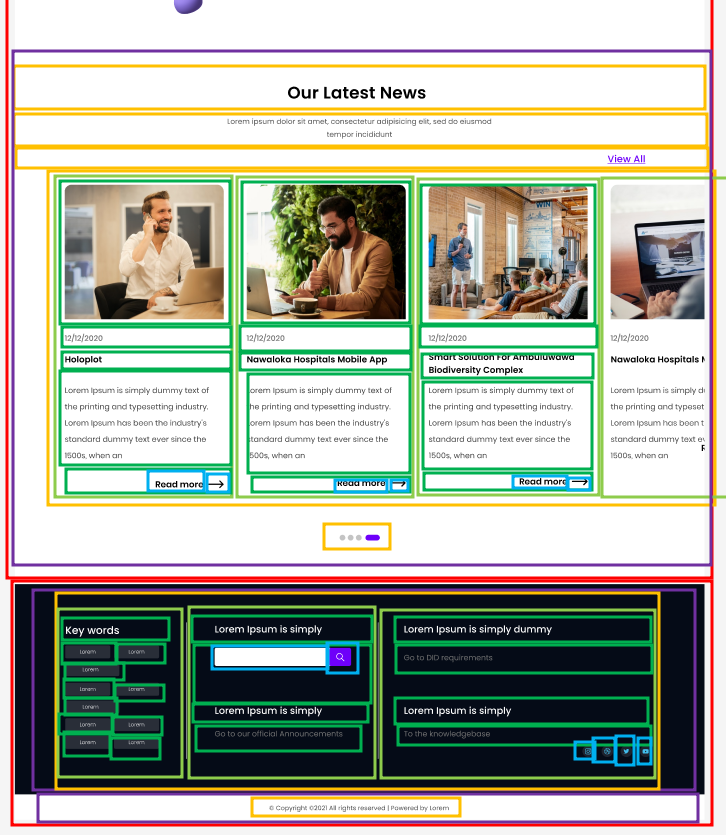 Our Latest News
Lorem ipsum dolor sit amet, consectetur adipisicing elit, sed do eiusmod
tempor incididunt
View All
WIN
12/12/2020
Holoplot
Lorem Ipsum is simply dummy text of
the printing and typesetting industry.
Lorem Ipsum has been the industry's
standard dummy text ever since the
1500s, when an
Read more
12/12/2020
Nawaloka Hospitals Mobile App
orem Ipsum is simply dummy text of
the printing and typesetting industry.
orem Ipsum has been the industry's
standard dummy text ever since the
500s, when an
Read more
12/12/2020
Smart Solution For Ambuluwawa
Biodiversity Complex
Lorem Ipsum is simply dummy text of
the printing and typesetting industry.
Lorem Ipsum has been the industry's
standard dummy text ever since the
1500s, when an
Read more
12/12/2020
Nawaloka Hospitals M
Lorem Ipsum is simply du
the printing and typeset
Lorem Ipsum has been
standard dummy text ev
1500s, when an
R
Key words
Lorem Lorem
Lorem
Lorem Lorem
Lorem
Lorem Lorem
Lorem Lorem
Lorem Ipsum is simply
Lorem Ipsum is simply
Go to our official Announcements
Lorem Ipsum is simply dummy
Go to DID requirements
Lorem Ipsum is simply
To the knowledgebase
© Copyright ©2021 All rights reserved | Powered by Lorem